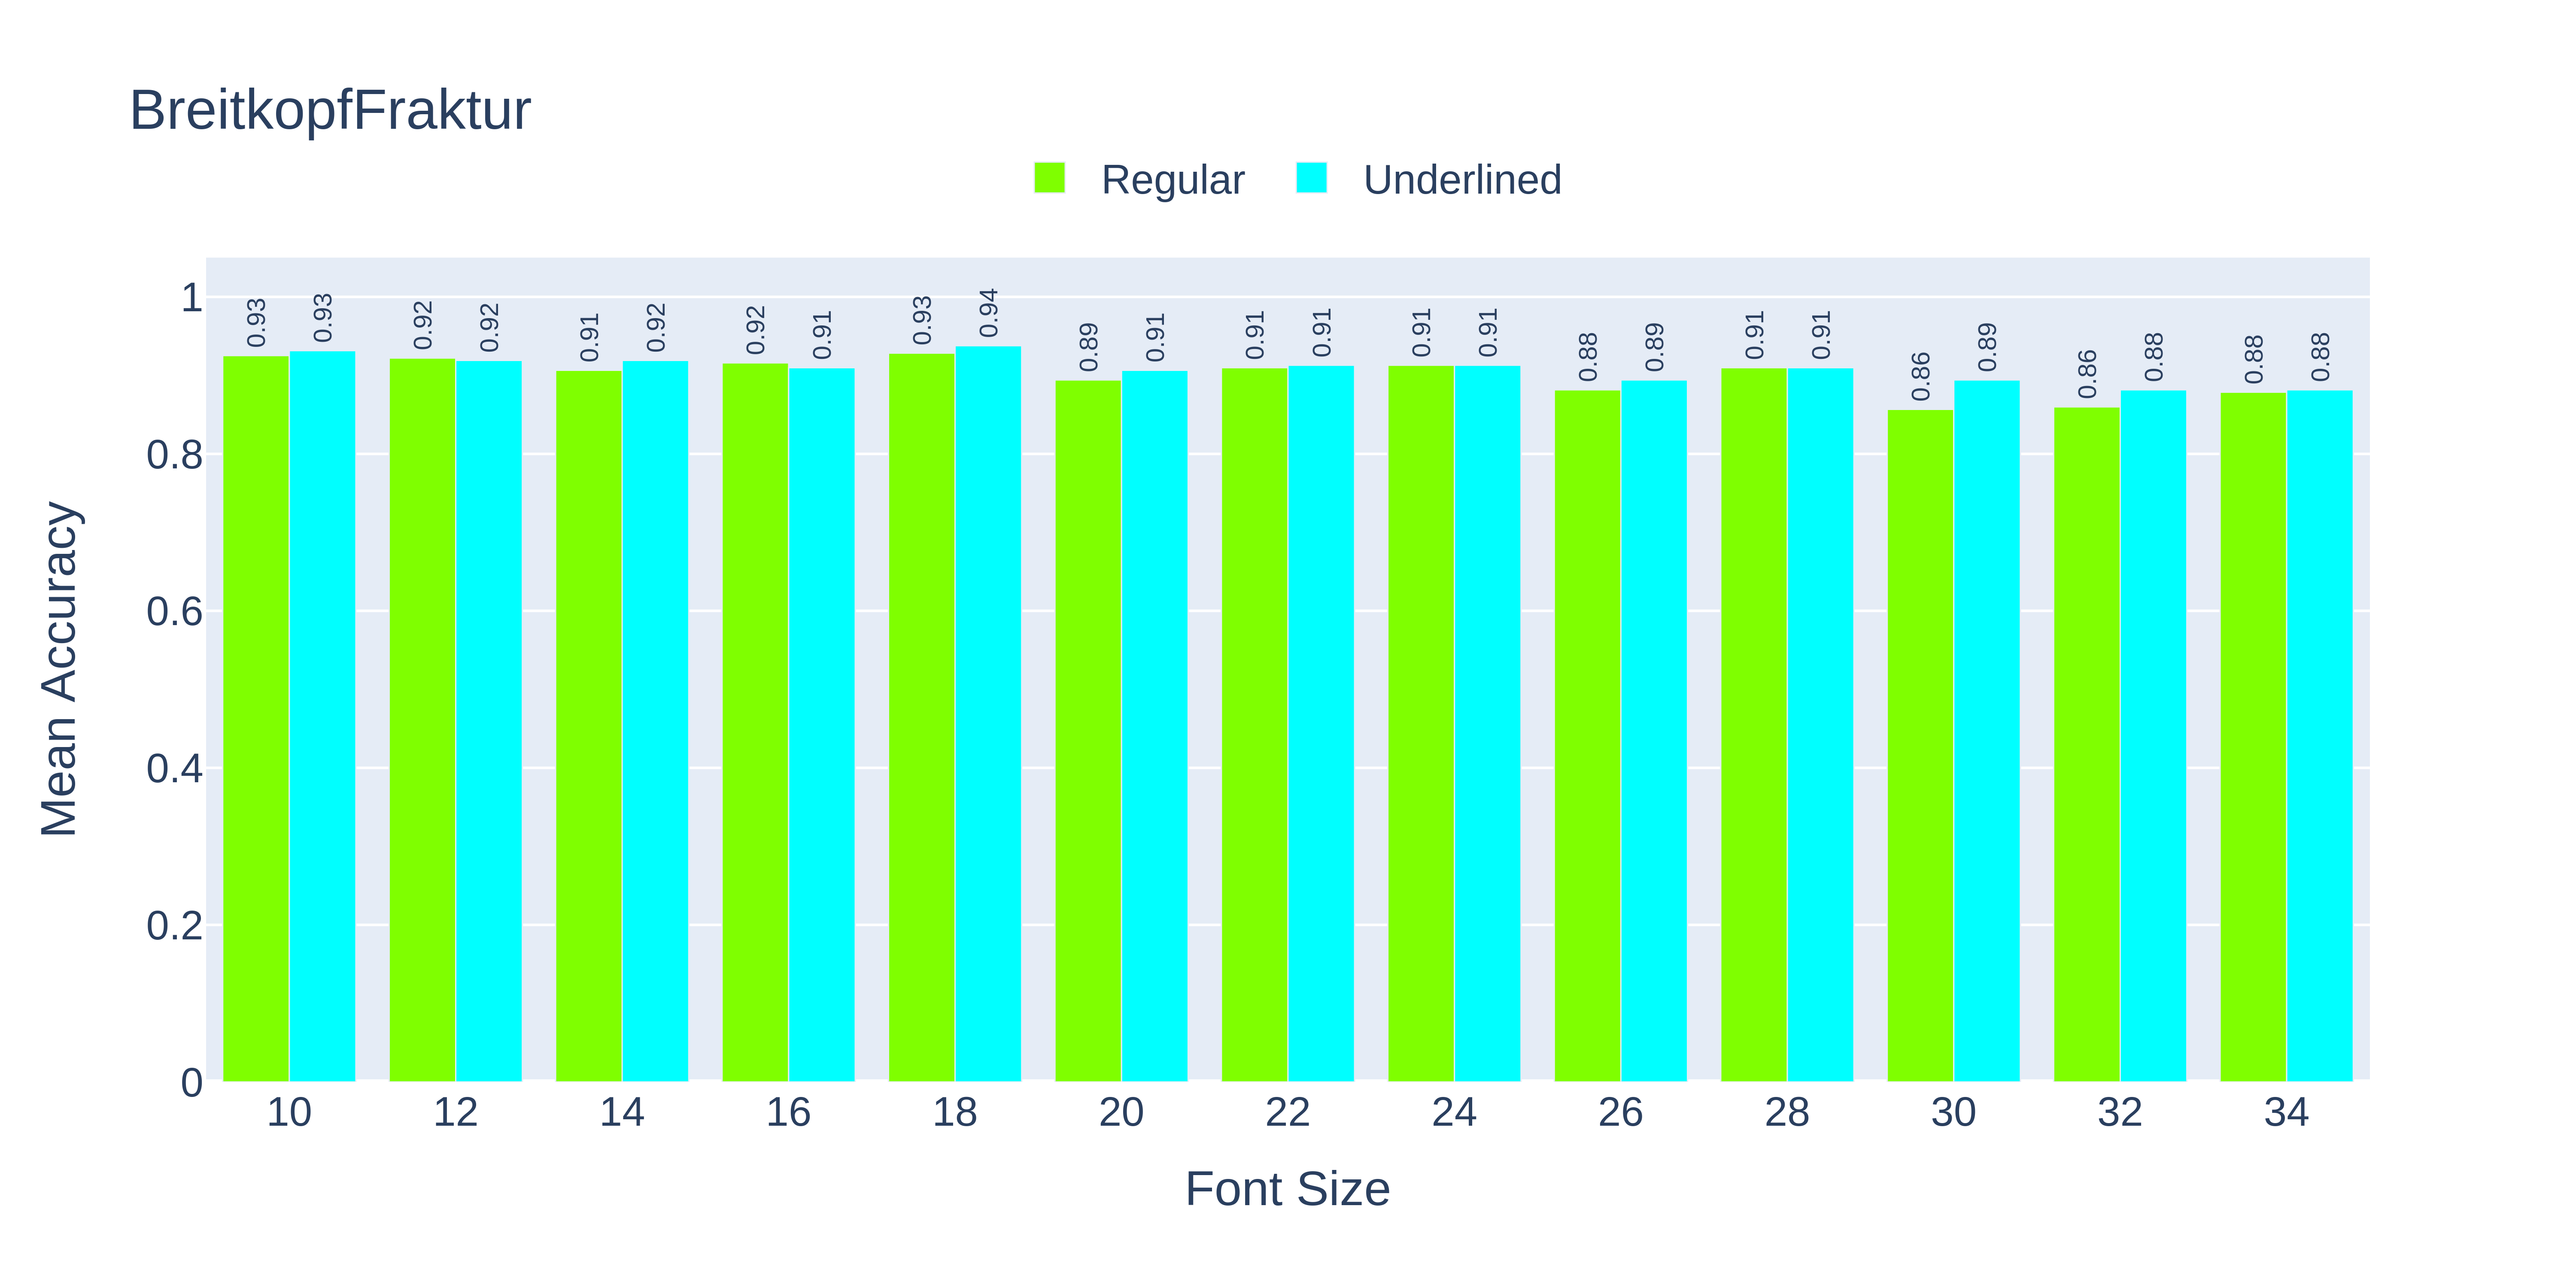 BreitkopfFraktur
Regular Underlined
Mean Accuracy
1
0.8
0.6
0.4
0.2
0
0.93 0.93 0.92 0.92 0.91 0.92 0.92 0.91 0.93 0.94 0.89 0.91 0.91 0.91 0.91 0.91 0.88 0.89 0.91 0.91 0.86 0.89 0.86 0.88 0.88 0.88
10 12 14 16 18 20 22 24 26 28 30 32 34
Font Size